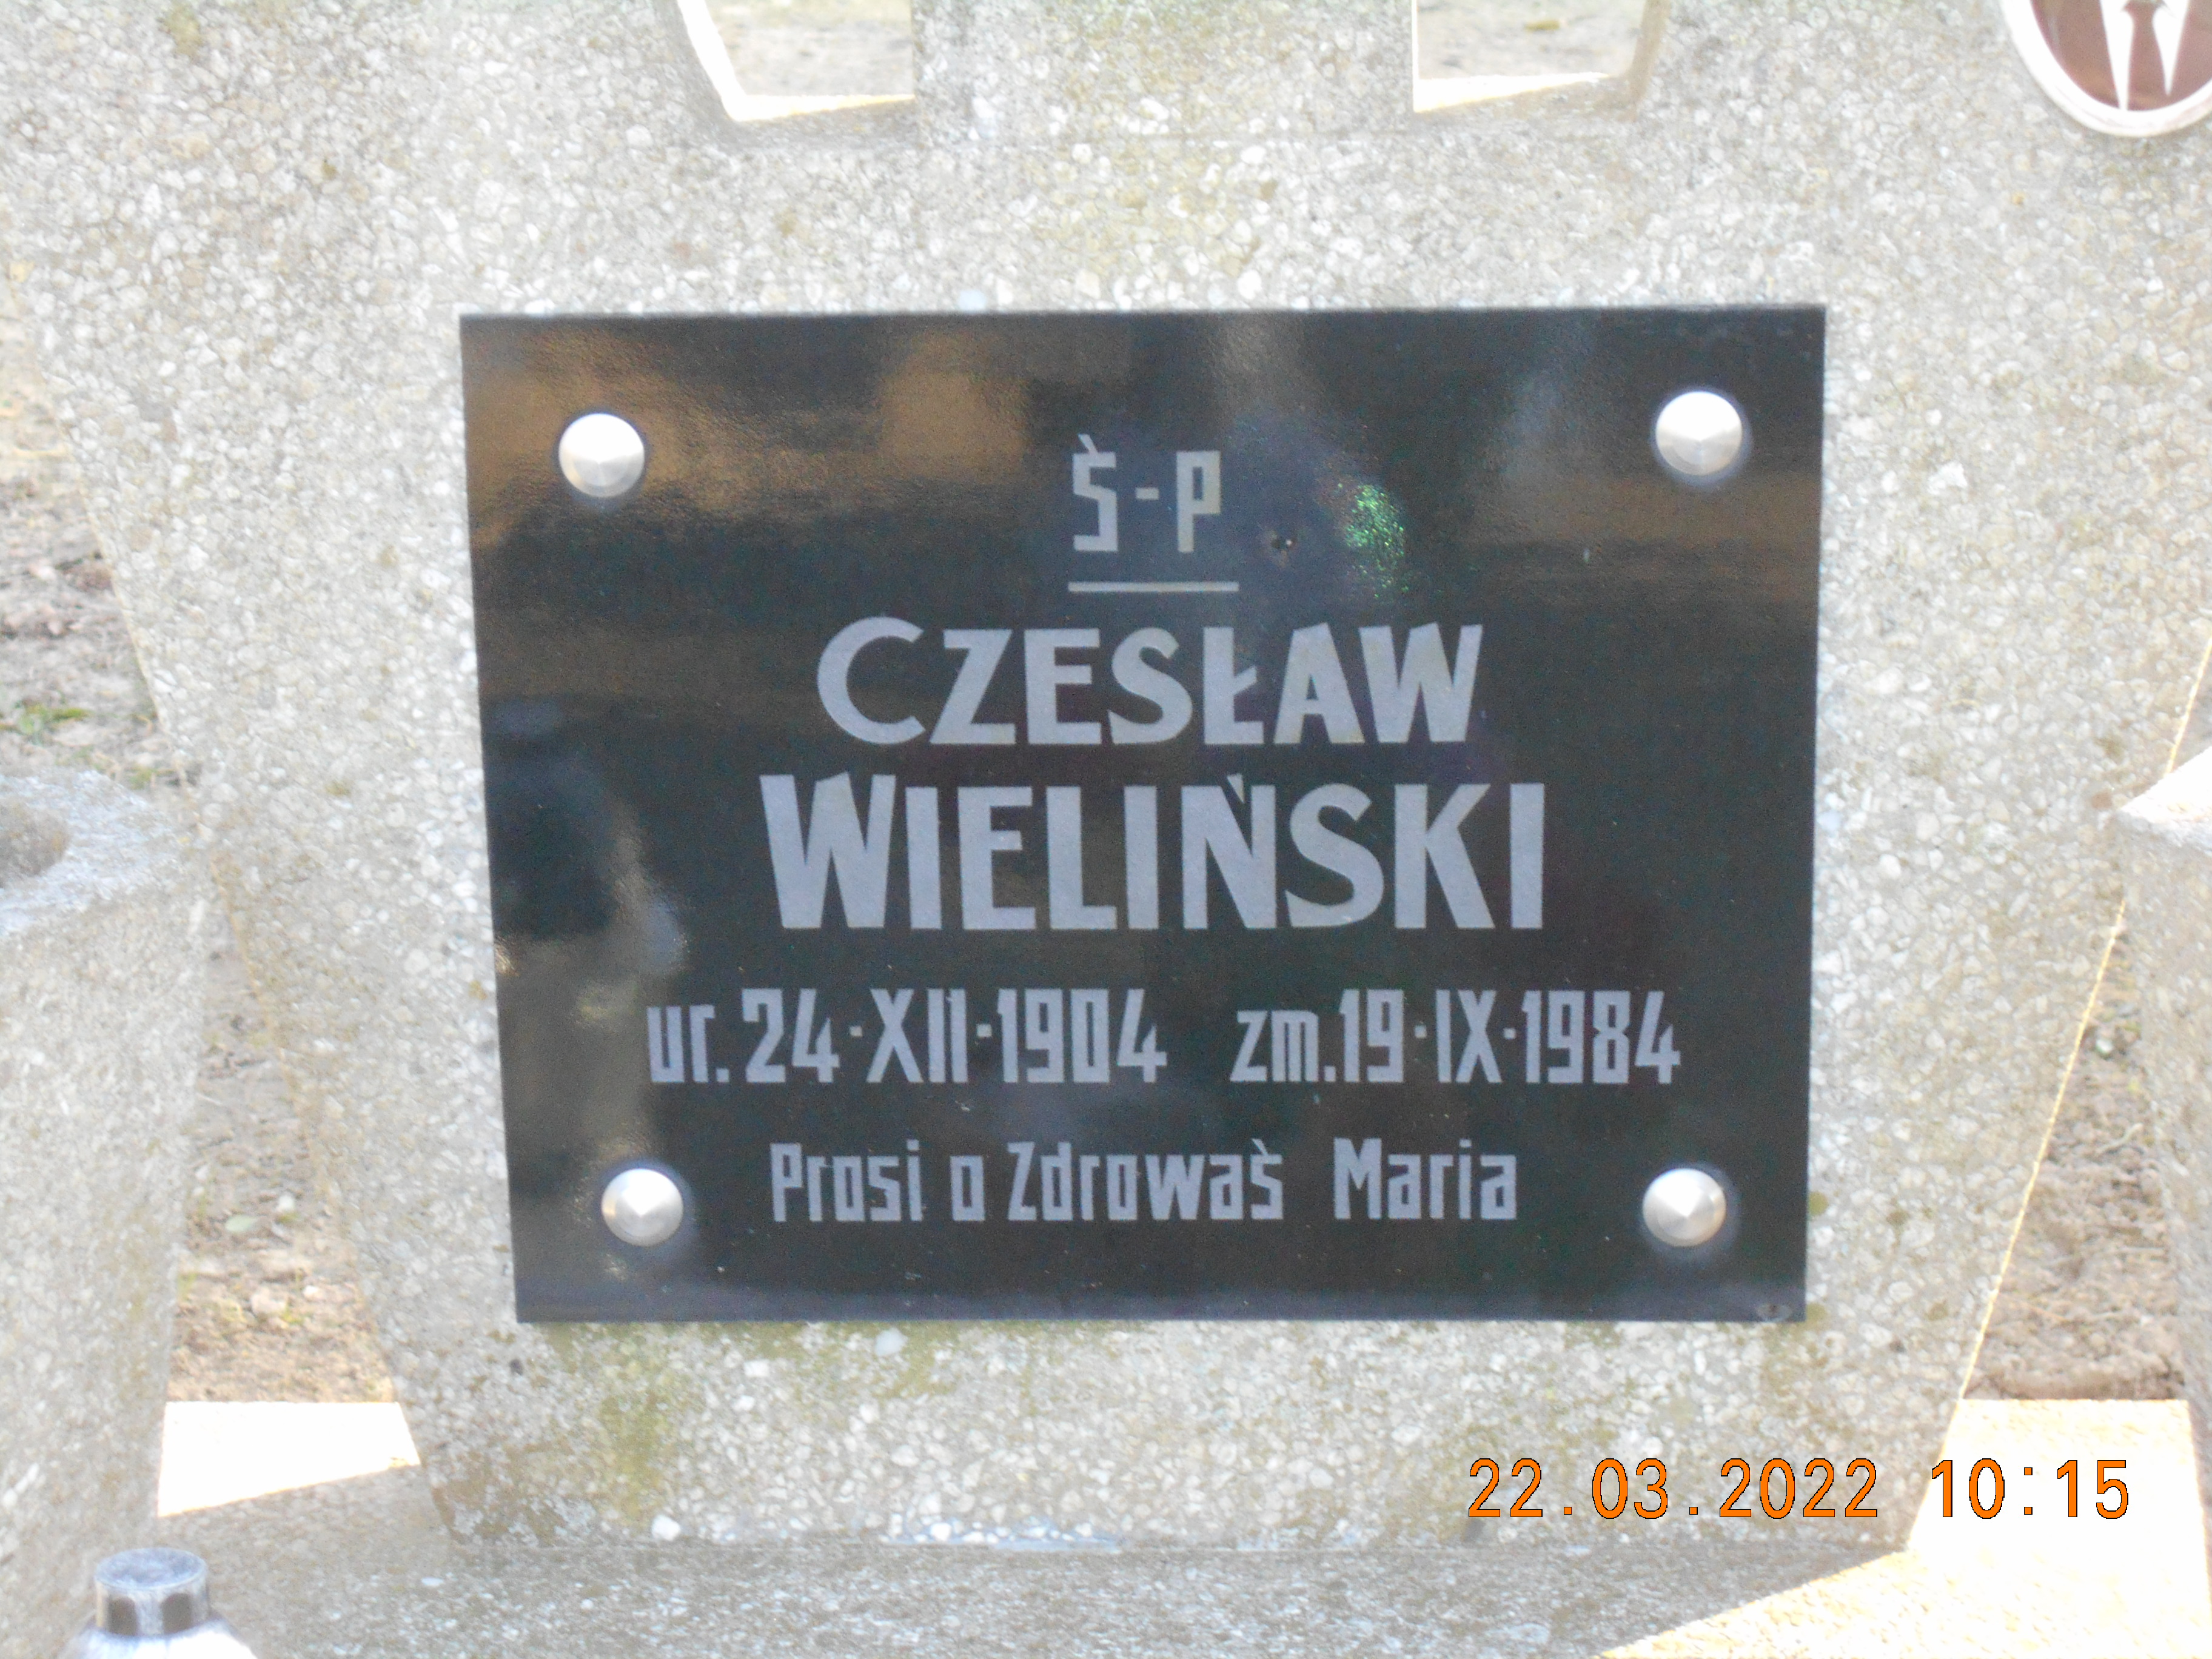 Ś-P
CZESŁAW
WIELIŃSKI
ur. 24-XII-1904 zm. 19-IX-1984
Prosi o Zdrowaś Maria
22.03.2022 10:15